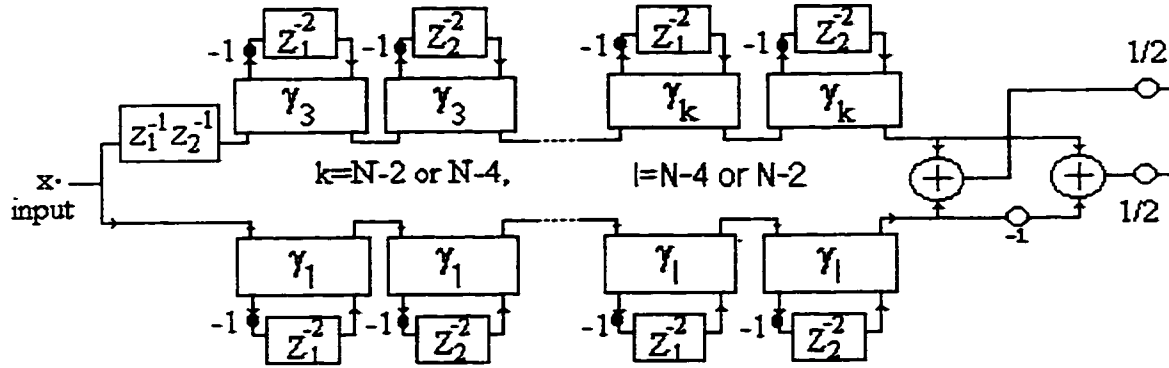 -1 Z₁⁻² -1 Z₂⁻² -1 Z₁⁻² -1 Z₂⁻² 1/2
γ₃ γ₃ γₖ γₖ
z₁⁻¹ z₂⁻¹
x· k=N-2 or N-4, l=N-4 or N-2 + +
input 1/2
-1
γ₁ γ₁ γₗ γₗ
-1 Z₁⁻² -1 Z₂⁻² -1 Z₁⁻² -1 Z₂⁻²